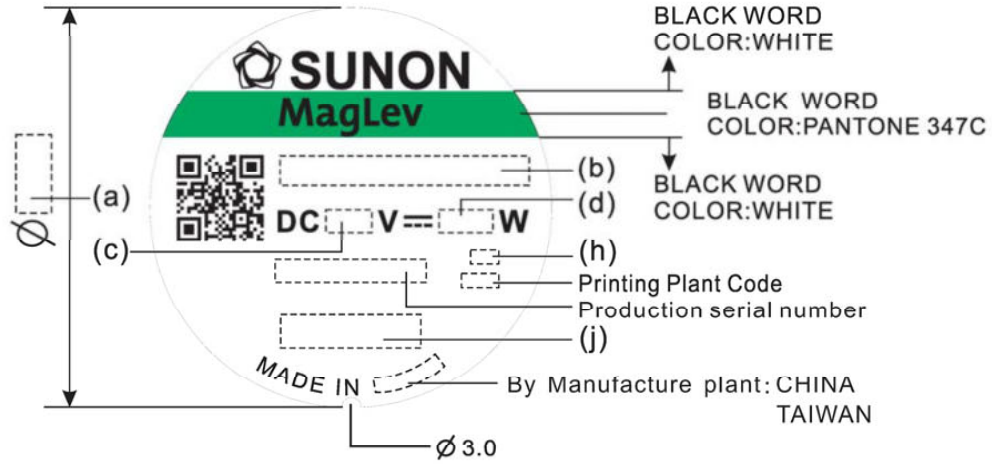 BLACK WORD
COLOR:WHITE
SUNON
MagLev
BLACK WORD
COLOR:PANTONE 347C
(a)
Ø
(b)
BLACK WORD
COLOR:WHITE
(d)
DC V⎓ W
(c)
(h)
Printing Plant Code
Production serial number
(j)
MADE IN
By Manufacture plant: CHINA
TAIWAN
Ø 3.0